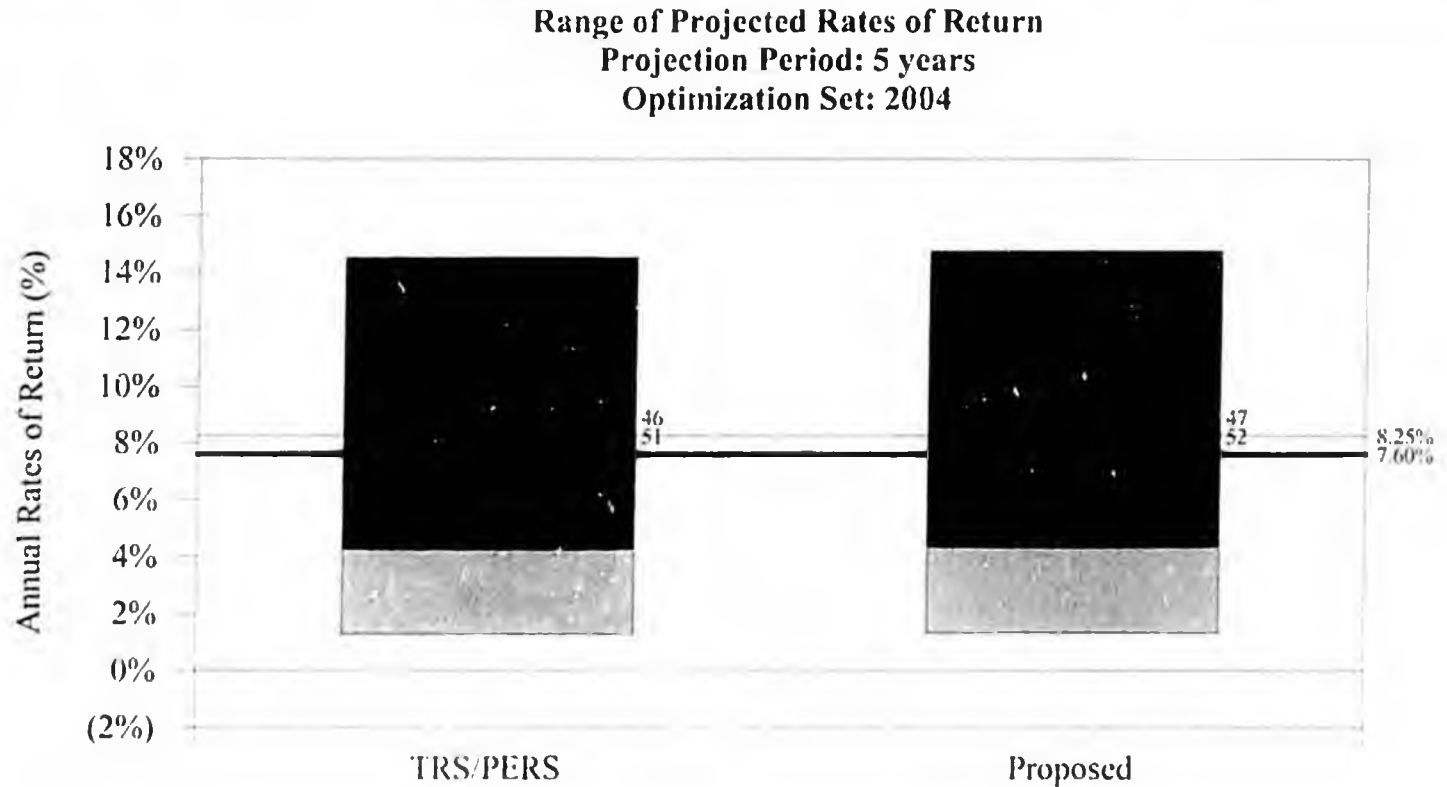 Range of Projected Rates of Return
Projection Period: 5 years
Optimization Set: 2004
Annual Rates of Return (%)
18%
16%
14%
12%
10%
8%
6%
4%
2%
0%
(2%)
46
51
47
52
8.25%
7.60%
TRS/PERS
Proposed